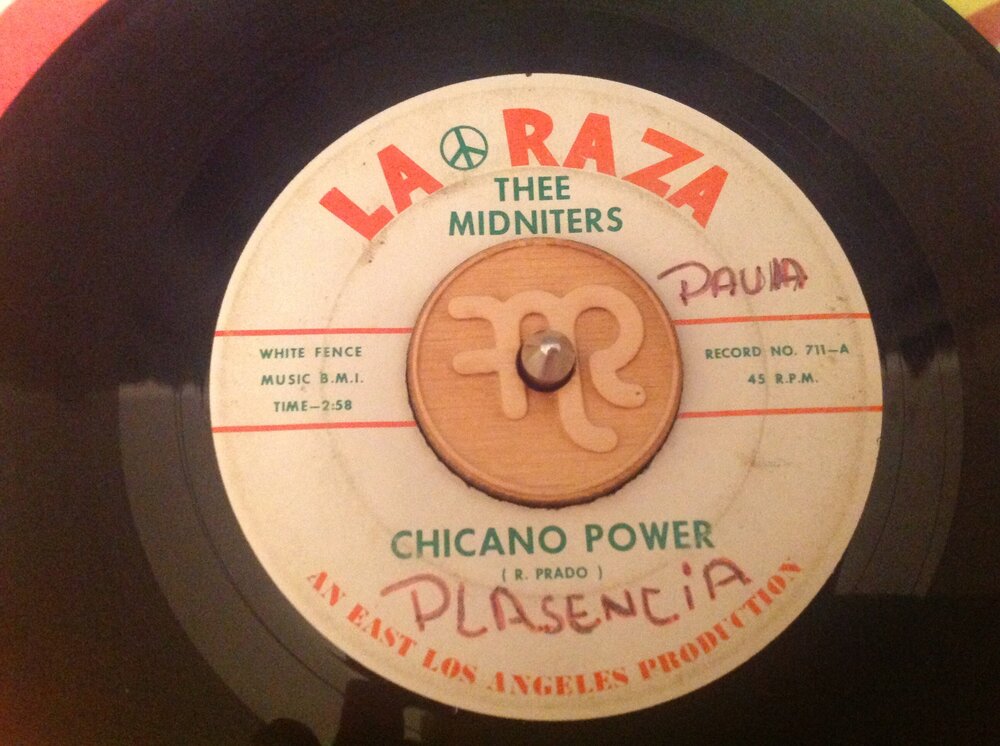 LA RAZA
THEE
MIDNITERS
PAULA
WHITE FENCE
MUSIC B.M.I.
TIME—2:58
RECORD NO. 711—A
45 R.P.M.
CHICANO POWER
( R. PRADO )
PLASENCIA
AN EAST LOS ANGELES PRODUCTION